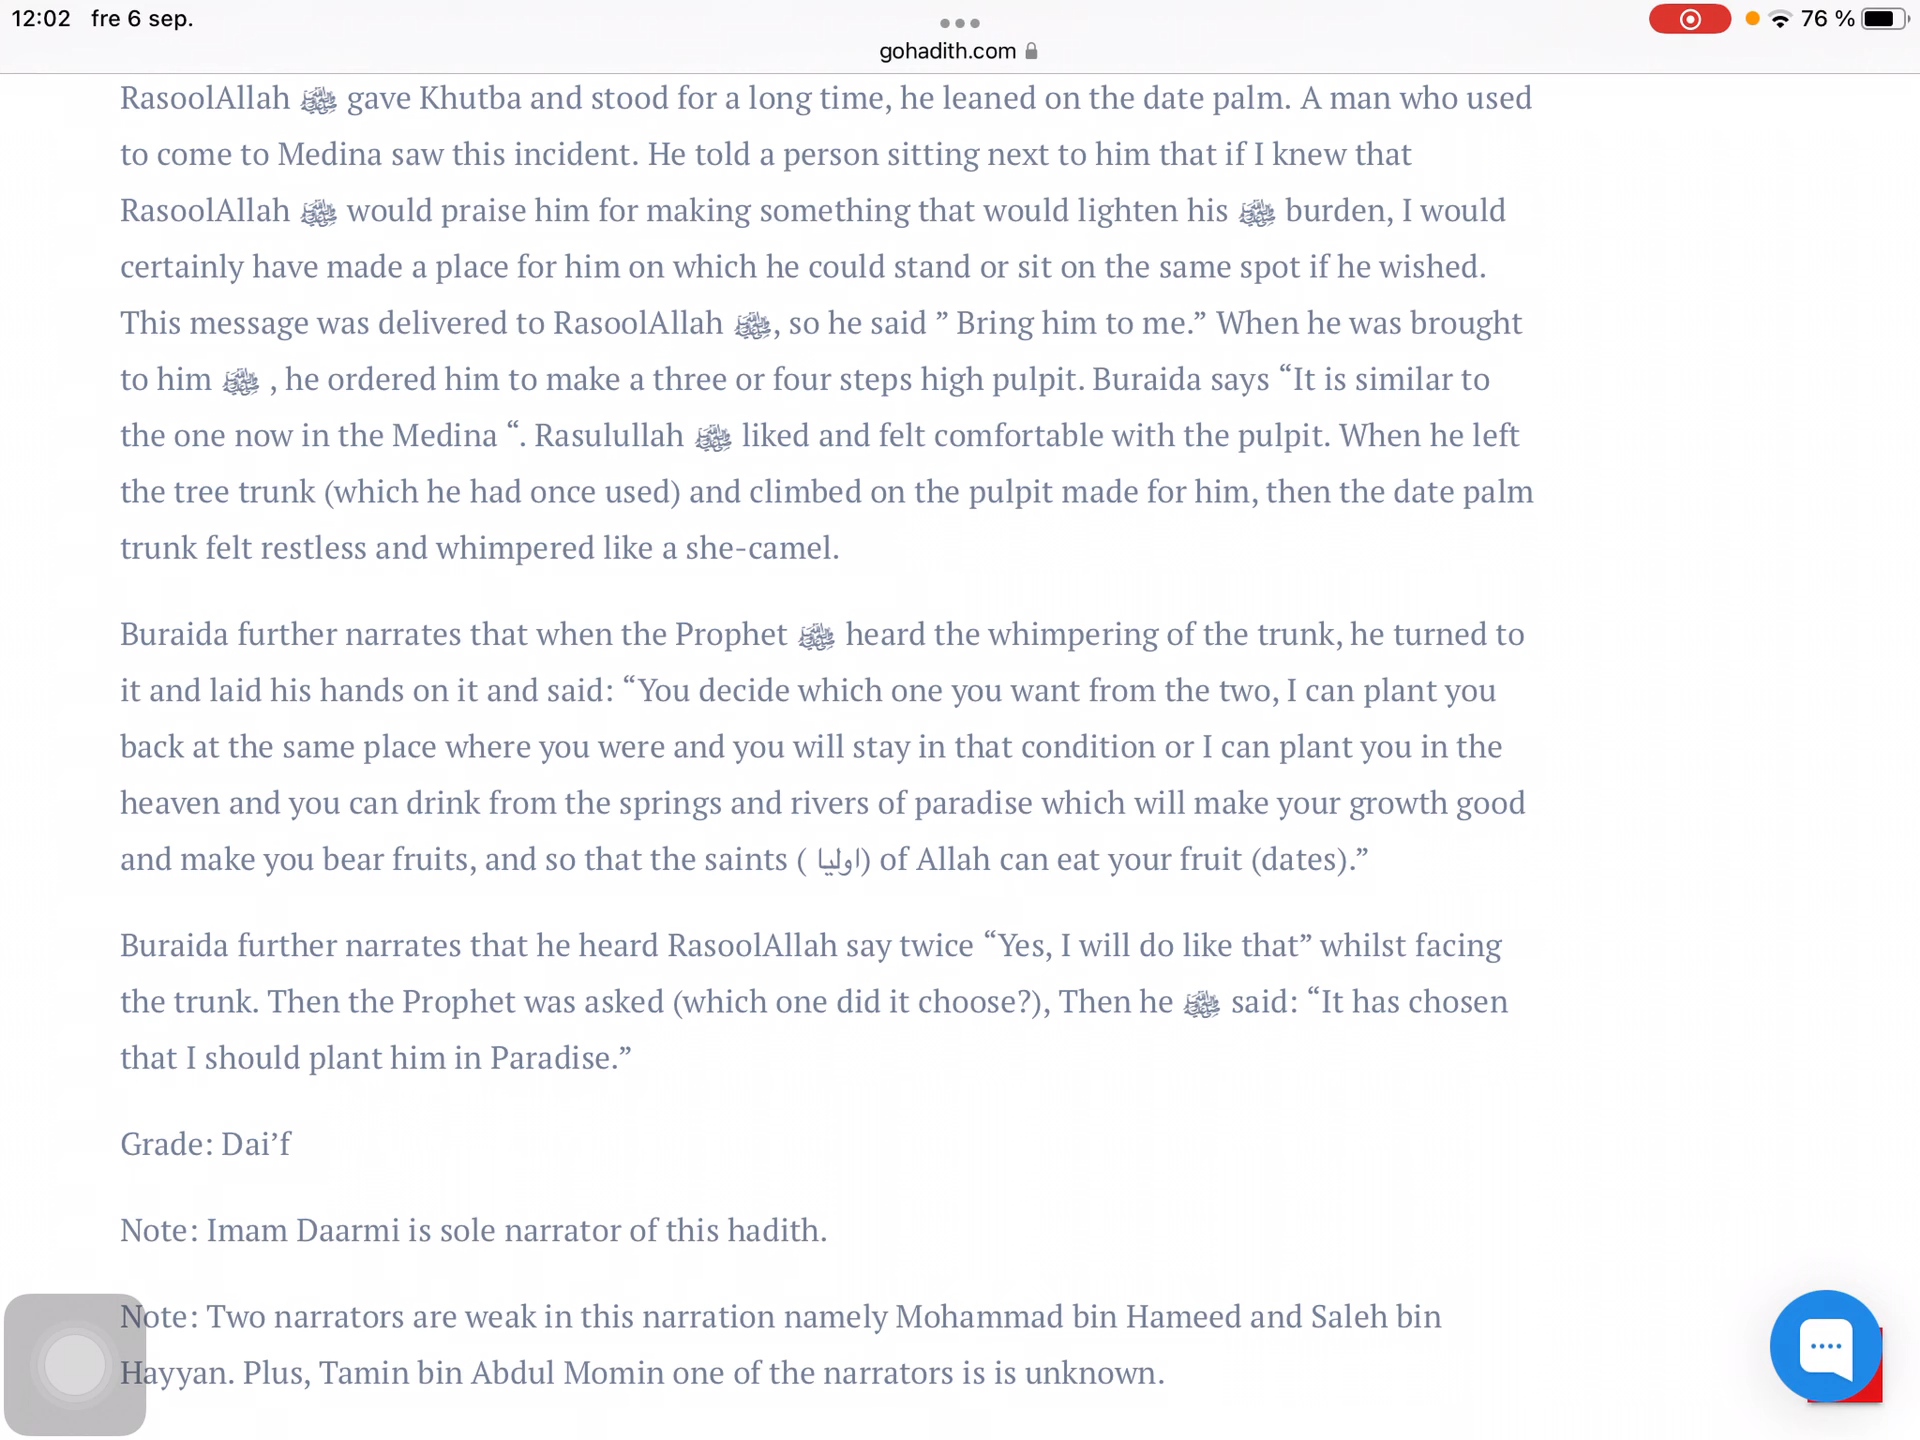 12:02 fre 6 sep.
76 %
gohadith.com
RasoolAllah ﷺ gave Khutba and stood for a long time, he leaned on the date palm. A man who used
to come to Medina saw this incident. He told a person sitting next to him that if I knew that
RasoolAllah ﷺ would praise him for making something that would lighten his ﷺ burden, I would
certainly have made a place for him on which he could stand or sit on the same spot if he wished.
This message was delivered to RasoolAllah ﷺ, so he said ” Bring him to me.” When he was brought
to him ﷺ , he ordered him to make a three or four steps high pulpit. Buraida says “It is similar to
the one now in the Medina “. Rasulullah ﷺ liked and felt comfortable with the pulpit. When he left
the tree trunk (which he had once used) and climbed on the pulpit made for him, then the date palm
trunk felt restless and whimpered like a she-camel.
Buraida further narrates that when the Prophet ﷺ heard the whimpering of the trunk, he turned to
it and laid his hands on it and said: “You decide which one you want from the two, I can plant you
back at the same place where you were and you will stay in that condition or I can plant you in the
heaven and you can drink from the springs and rivers of paradise which will make your growth good
and make you bear fruits, and so that the saints ( اولیا) of Allah can eat your fruit (dates).”
Buraida further narrates that he heard RasoolAllah say twice “Yes, I will do like that” whilst facing
the trunk. Then the Prophet was asked (which one did it choose?), Then he ﷺ said: “It has chosen
that I should plant him in Paradise.”
Grade: Dai’f
Note: Imam Daarmi is sole narrator of this hadith.
Note: Two narrators are weak in this narration namely Mohammad bin Hameed and Saleh bin
Hayyan. Plus, Tamin bin Abdul Momin one of the narrators is is unknown.